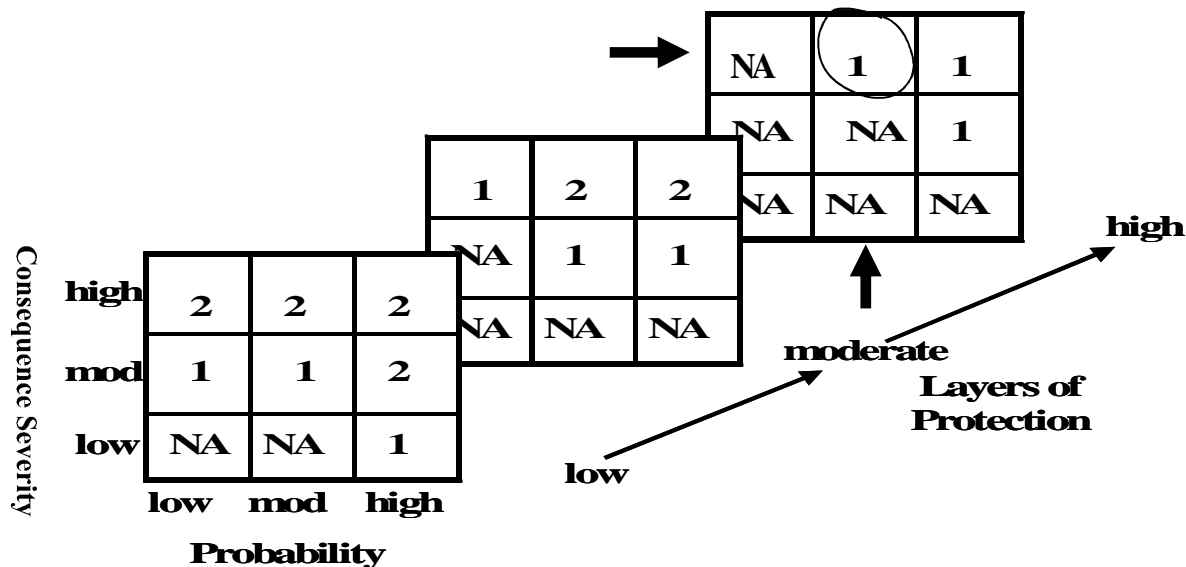 NA 1 1
NA NA 1
NA NA NA
1 2 2
NA 1 1
NA NA NA
high 2 2 2
mod 1 1 2
low NA NA 1
low mod high
Probability
Consequence Severity
low
moderate
high
Layers of
Protection